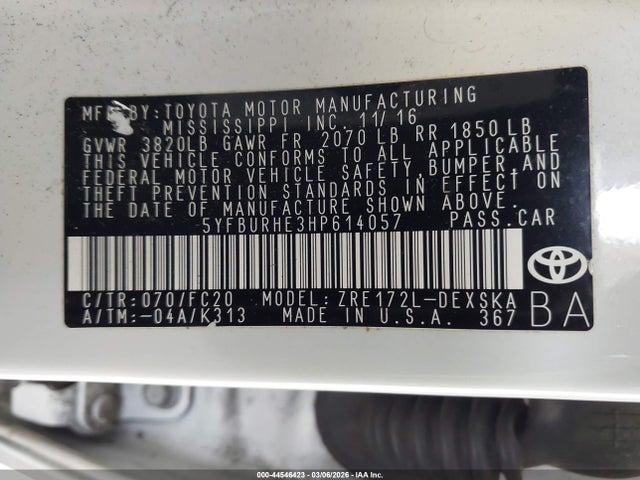 MFD BY: TOYOTA MOTOR MANUFACTURING
MISSISSIPPI INC. 11/16
GVWR 3820LB GAWR FR 2070 LB RR 1850 LB
THIS VEHICLE CONFORMS TO ALL APPLICABLE
FEDERAL MOTOR VEHICLE SAFETY, BUMPER, AND
THEFT PREVENTION STANDARDS IN EFFECT ON
THE DATE OF MANUFACTURE SHOWN ABOVE.
5YFBURHE3HP614057 PASS.CAR
C/TR: 070/FC20 MODEL: ZRE172L-DEXSKA
A/TM: -04A/K313 MADE IN U.S.A. 367
BA
000-44546423 - 03/06/2026 - IAA Inc.